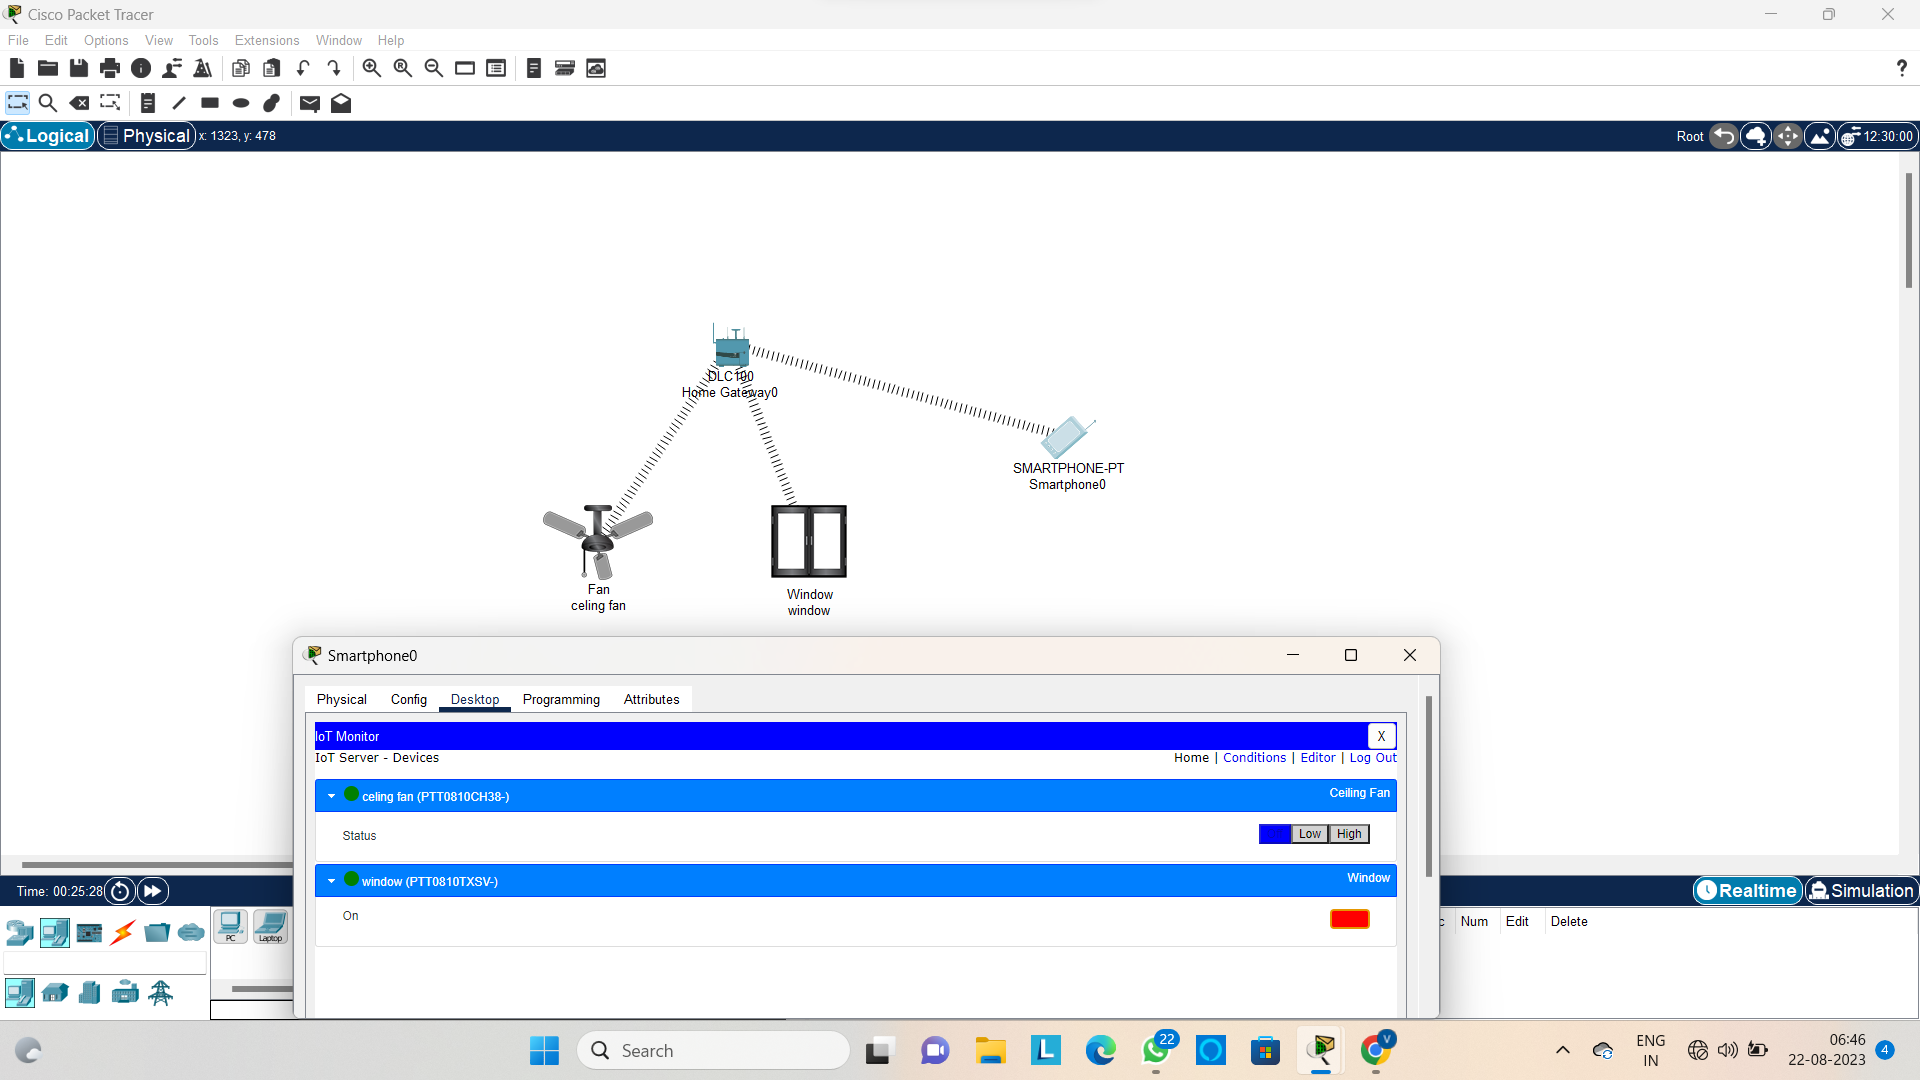 Cisco Packet Tracer
File Edit Options View Tools Extensions Window Help
?
Logical Physical x: 1323, y: 478 Root 12:30:00
T
DLC100
Home Gateway0
SMARTPHONE-PT
Smartphone0
Fan
celing fan
Window
window
Smartphone0
Physical Config Desktop Programming Attributes
IoT Monitor X
IoT Server - Devices Home | Conditions | Editor | Log Out
celing fan (PTT0810CH38-) Ceiling Fan
Status Low High
window (PTT0810TXSV-) Window
On
Time: 00:25:28 Realtime Simulation
PC Laptop
c Num Edit Delete
Search
22
V
ENG
IN
06:46
22-08-2023
4